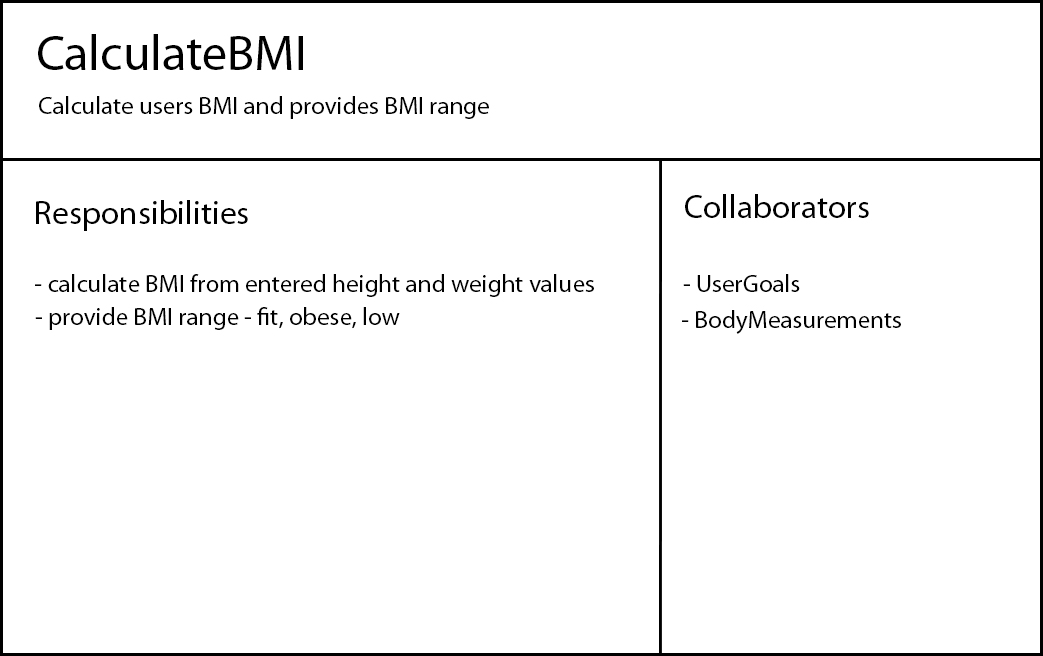 CalculateBMI
Calculate users BMI and provides BMI range
Responsibilities
- calculate BMI from entered height and weight values
- provide BMI range - fit, obese, low
Collaborators
- UserGoals
- BodyMeasurements